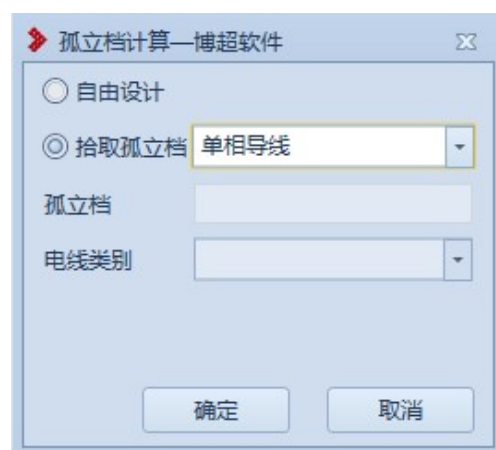 孤立档计算—博超软件
自由设计
拾取孤立档 单相导线
孤立档
电线类别
确定 取消